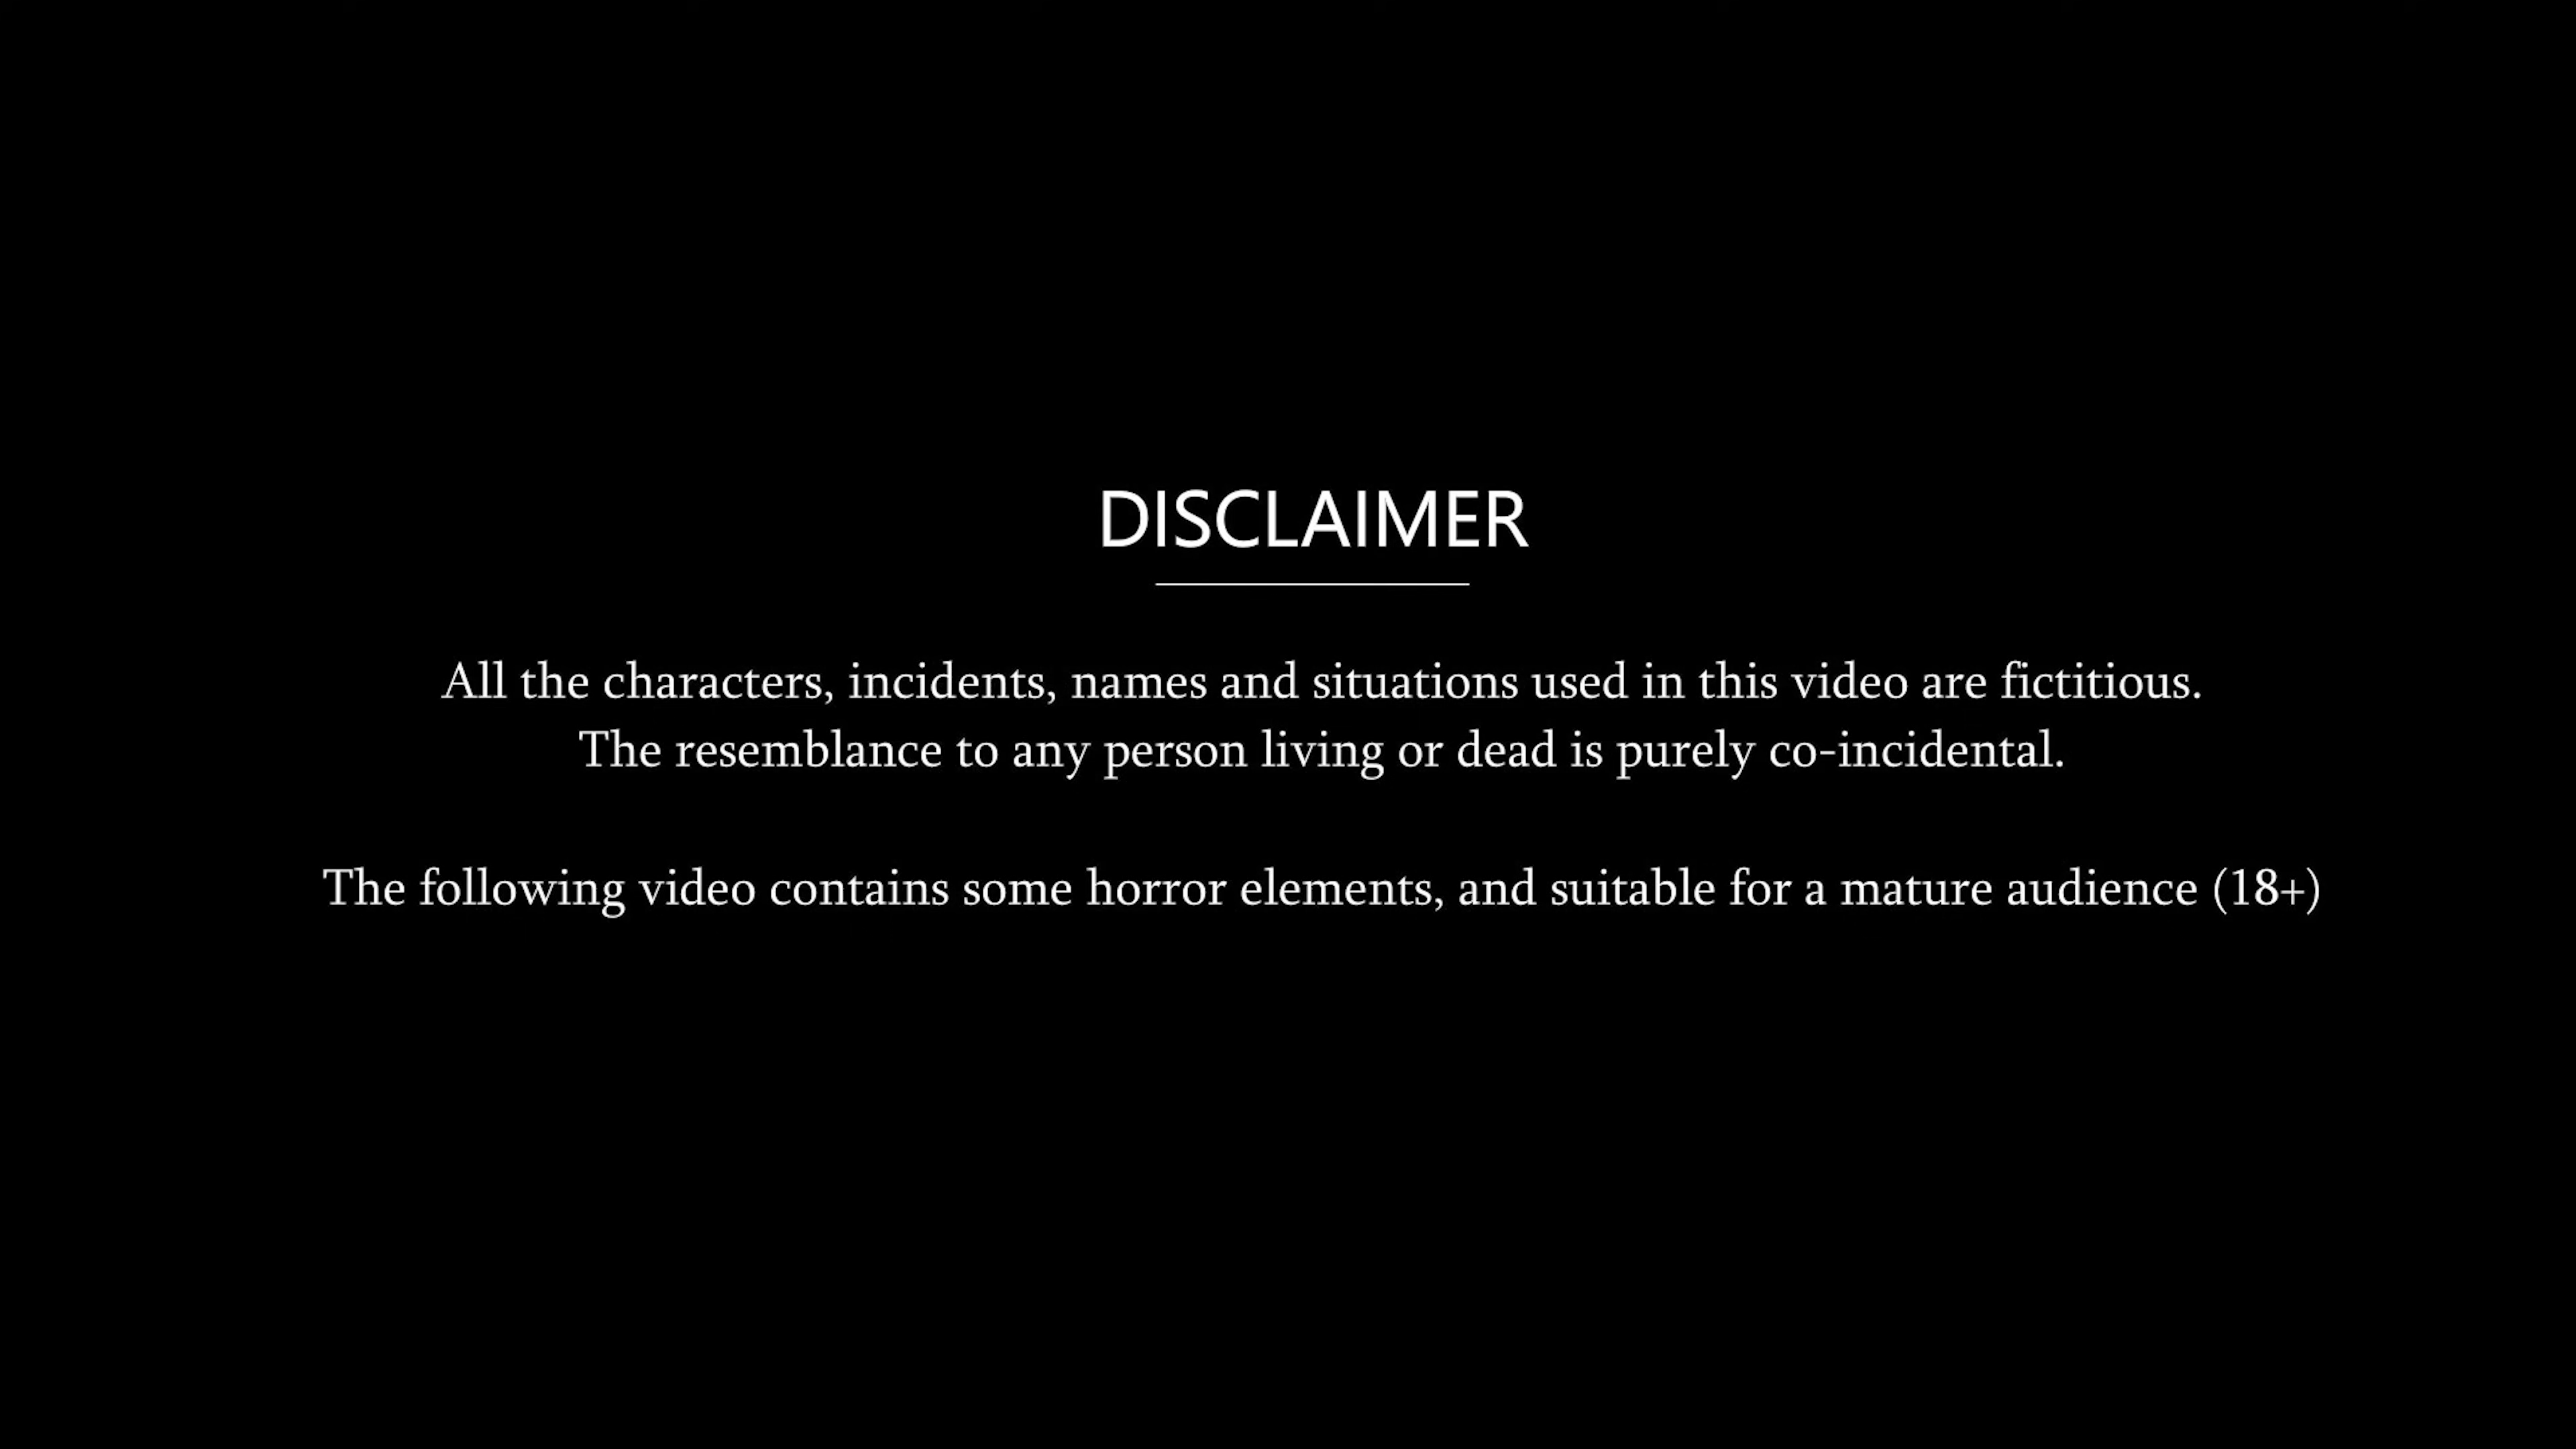 DISCLAIMER
All the characters, incidents, names and situations used in this video are fictitious.
The resemblance to any person living or dead is purely co-incidental.
The following video contains some horror elements, and suitable for a mature audience (18+)